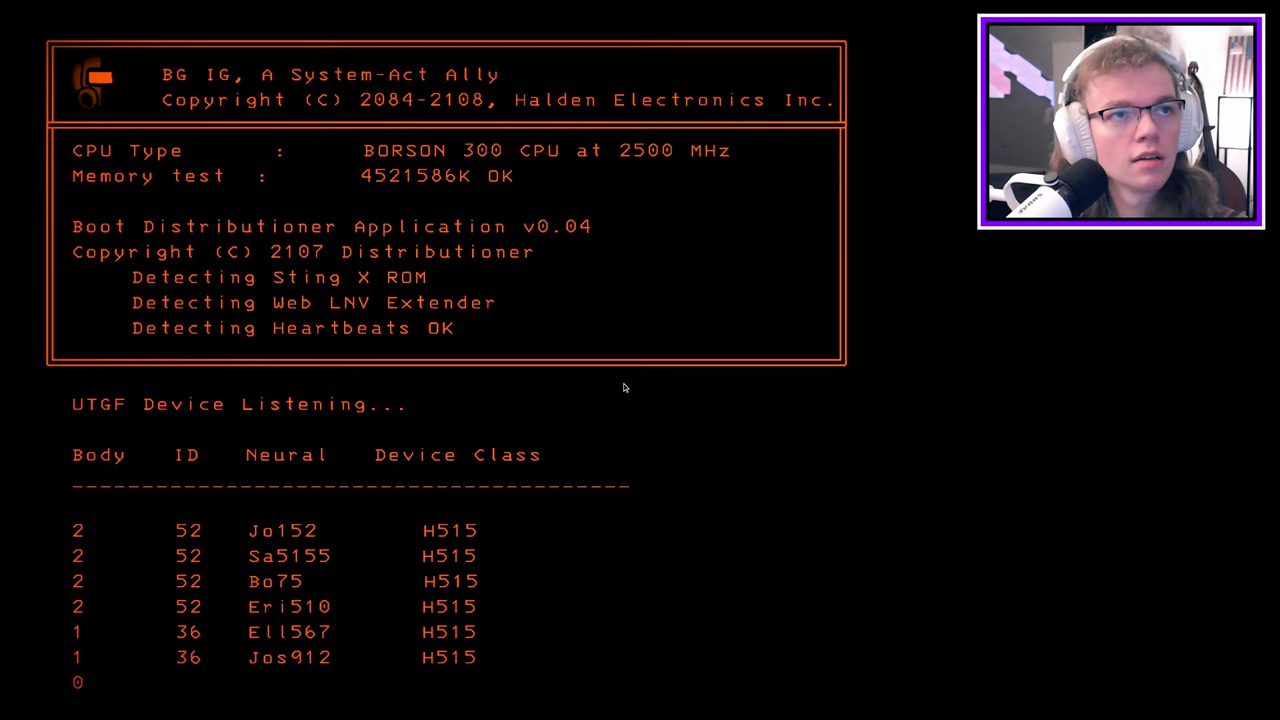 BG IG, A System-Act Ally
Copyright (C) 2084-2108, Halden Electronics Inc.
CPU Type : BORSON 300 CPU at 2500 MHz
Memory test : 4521586K OK
Boot Distributioner Application v0.04
Copyright (C) 2107 Distributioner
Detecting Sting X ROM
Detecting Web LNV Extender
Detecting Heartbeats OK
UTGF Device Listening...
Body ID Neural Device Class
----------------------------------------
2 52 Jo152 H515
2 52 Sa5155 H515
2 52 Bo75 H515
2 52 Eri510 H515
1 36 Ell567 H515
1 36 Jos912 H515
0